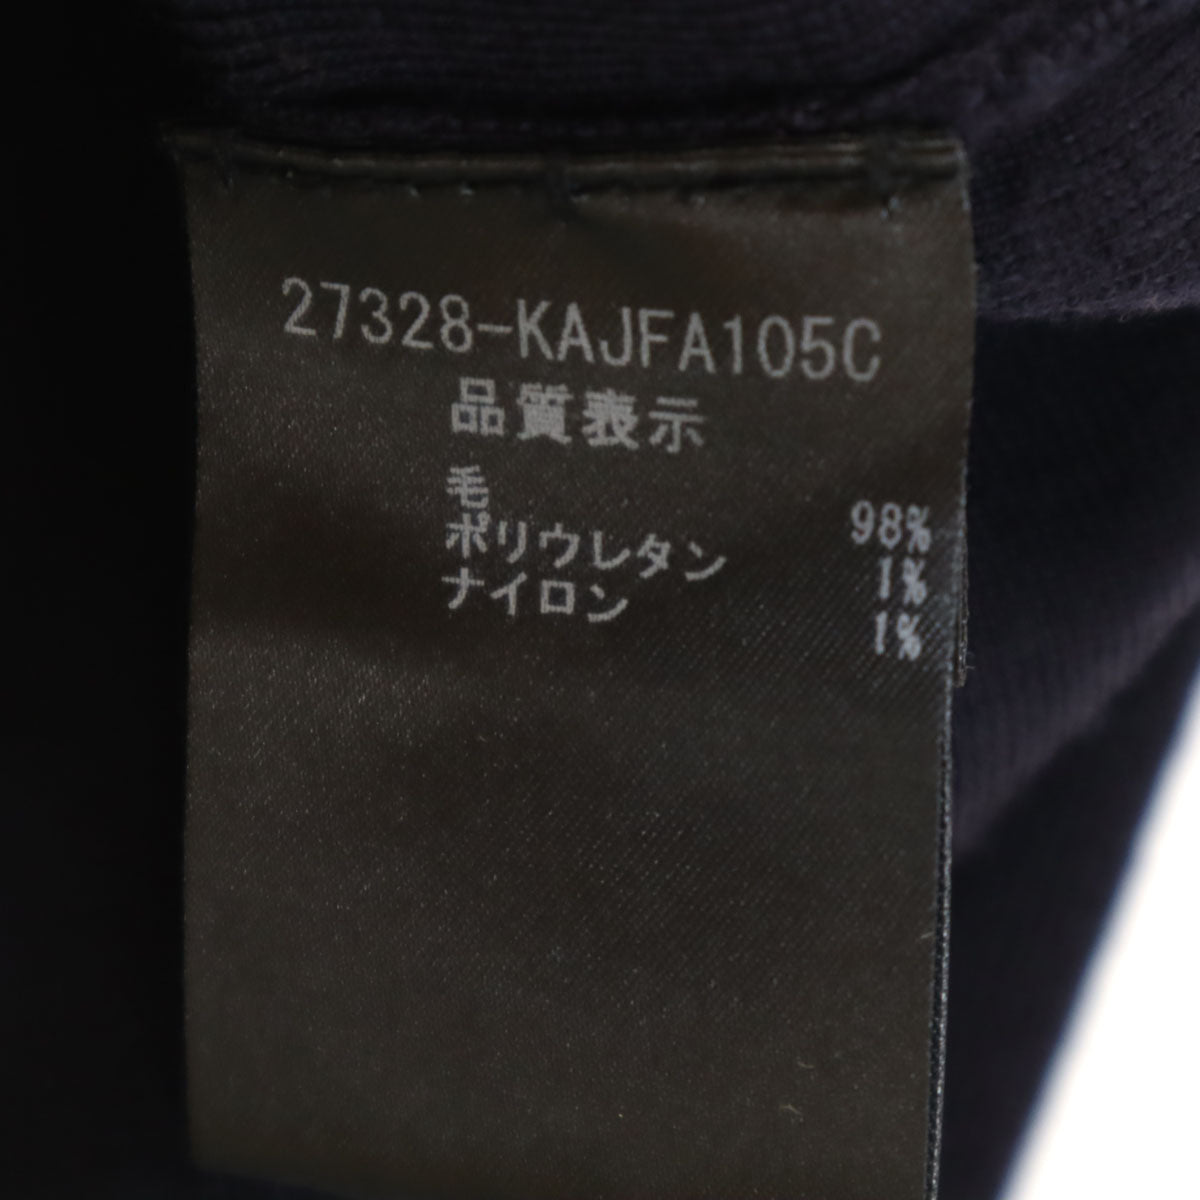 27328-KAJFA105C
品質表示
毛 98%
ポリウレタン 1%
ナイロン 1%